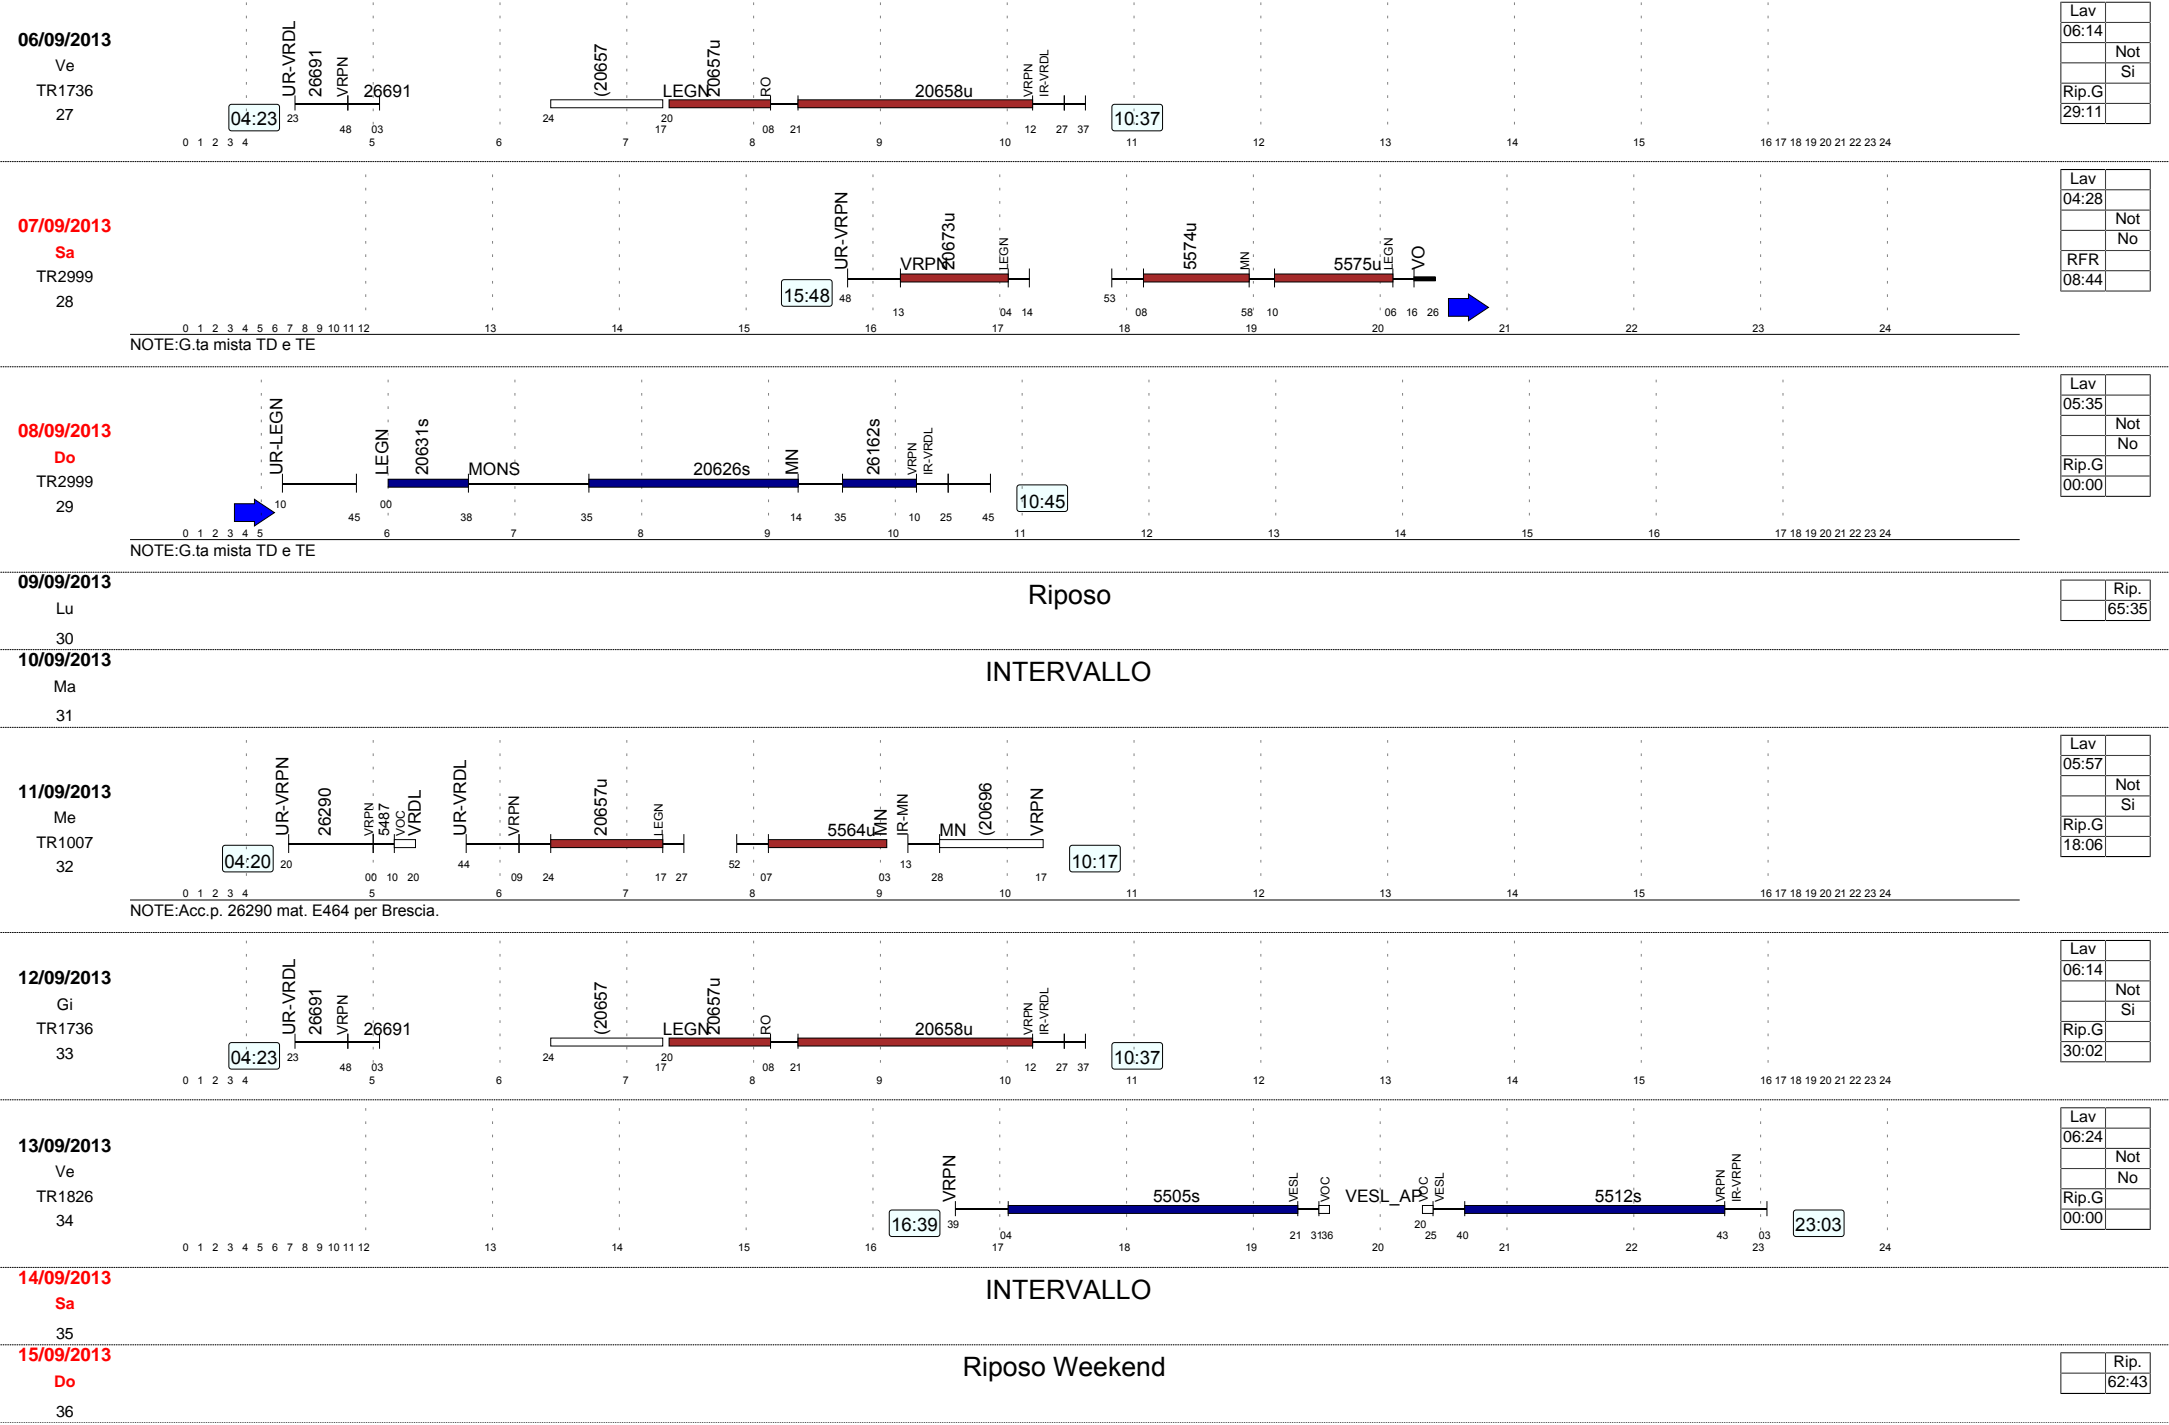 06/09/2013
Ve
TR1736
27
04:23
UR-VRDL
26691
VRPN
26691
(20657
LEGN
20657u
RO
20658u
VRPN
IR-VRDL
23 48 03 24 17 20 08 21 12 27 37
10:37
0 1 2 3 4 5 6 7 8 9 10 11 12 13 14 15 16 17 18 19 20 21 22 23 24
Lav
06:14
Not
Si
Rip.G
29:11
07/09/2013
Sa
TR2999
28
15:48
UR-VRPN
VRPN
20673u
LEGN
5574u
MN
5575u
LEGN
VO
48 13 04 14 53 08 58 10 06 16 26
0 1 2 3 4 5 6 7 8 9 10 11 12 13 14 15 16 17 18 19 20 21 22 23 24
NOTE:G.ta mista TD e TE
Lav
04:28
Not
No
RFR
08:44
08/09/2013
Do
TR2999
29
UR-LEGN
LEGN
20631s
MONS
20626s
MN
26162s
VRPN
IR-VRDL
10 45 00 38 35 14 35 10 25 45
10:45
0 1 2 3 4 5 6 7 8 9 10 11 12 13 14 15 16 17 18 19 20 21 22 23 24
NOTE:G.ta mista TD e TE
Lav
05:35
Not
No
Rip.G
00:00
09/09/2013
Lu
30
Riposo
Rip.
65:35
10/09/2013
Ma
31
INTERVALLO
11/09/2013
Me
TR1007
32
04:20
UR-VRPN
26290
VRPN
5487
VOC
VRDL
UR-VRDL
VRPN
20657u
LEGN
5564u
MN
IR-MN
MN
(20696
VRPN
20 00 10 20 44 09 24 17 27 52 07 03 13 28 17
10:17
0 1 2 3 4 5 6 7 8 9 10 11 12 13 14 15 16 17 18 19 20 21 22 23 24
NOTE:Acc.p. 26290 mat. E464 per Brescia.
Lav
05:57
Not
Si
Rip.G
18:06
12/09/2013
Gi
TR1736
33
04:23
UR-VRDL
26691
VRPN
26691
(20657
LEGN
20657u
RO
20658u
VRPN
IR-VRDL
23 48 03 24 17 20 08 21 12 27 37
10:37
0 1 2 3 4 5 6 7 8 9 10 11 12 13 14 15 16 17 18 19 20 21 22 23 24
Lav
06:14
Not
Si
Rip.G
30:02
13/09/2013
Ve
TR1826
34
16:39
VRPN
5505s
VESL
VOC
VESL_AP
VOC
VESL
5512s
VRPN
IR-VRPN
39 04 21 31 36 20 25 40 43 03
23:03
0 1 2 3 4 5 6 7 8 9 10 11 12 13 14 15 16 17 18 19 20 21 22 23 24
Lav
06:24
Not
No
Rip.G
00:00
14/09/2013
Sa
35
INTERVALLO
15/09/2013
Do
36
Riposo Weekend
Rip.
62:43